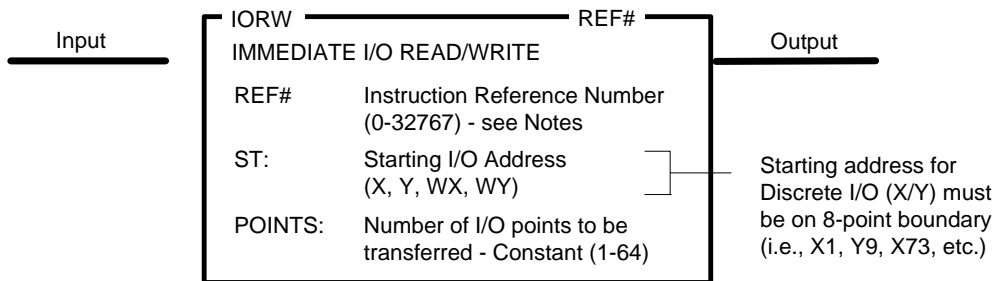 IORW REF#
Input
IMMEDIATE I/O READ/WRITE
Output
REF# Instruction Reference Number
(0-32767) - see Notes
ST: Starting I/O Address
(X, Y, WX, WY)
Starting address for
Discrete I/O (X/Y) must
be on 8-point boundary
(i.e., X1, Y9, X73, etc.)
POINTS: Number of I/O points to be
transferred - Constant (1-64)